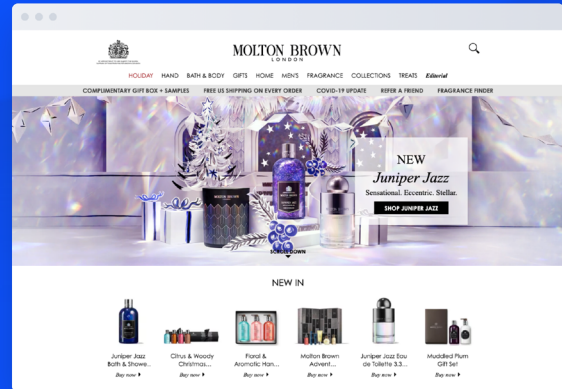 MOLTON BROWN
LONDON
HOLIDAY HAND BATH & BODY GIFTS HOME MEN'S FRAGRANCE COLLECTIONS TREATS Editorial
COMPLIMENTARY GIFT BOX + SAMPLES FREE US SHIPPING ON EVERY ORDER COVID-19 UPDATE REFER A FRIEND FRAGRANCE FINDER
NEW
Juniper Jazz
Sensational. Eccentric. Stellar.
SHOP JUNIPER JAZZ
MOLTON BROWN
SCROLL DOWN
NEW IN
Juniper Jazz Citrus & Woody Floral & Molton Brown Juniper Jazz Eau Muddled Plum
Bath & Showe... Christmas... Aromatic Han... Advent... de Toilette 3.3... Gift Set
Buy now Buy now Buy now Buy now Buy now Buy now